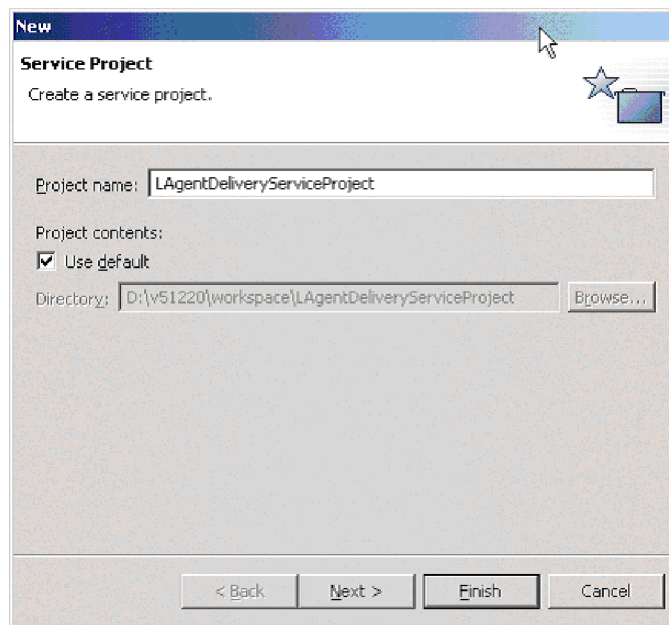 New
Service Project
Create a service project.
Project name: LAgentDeliveryServiceProject
Project contents:
Use default
Directory: D:\v51220\workspace\LAgentDeliveryServiceProject Browse...
< Back Next > Finish Cancel